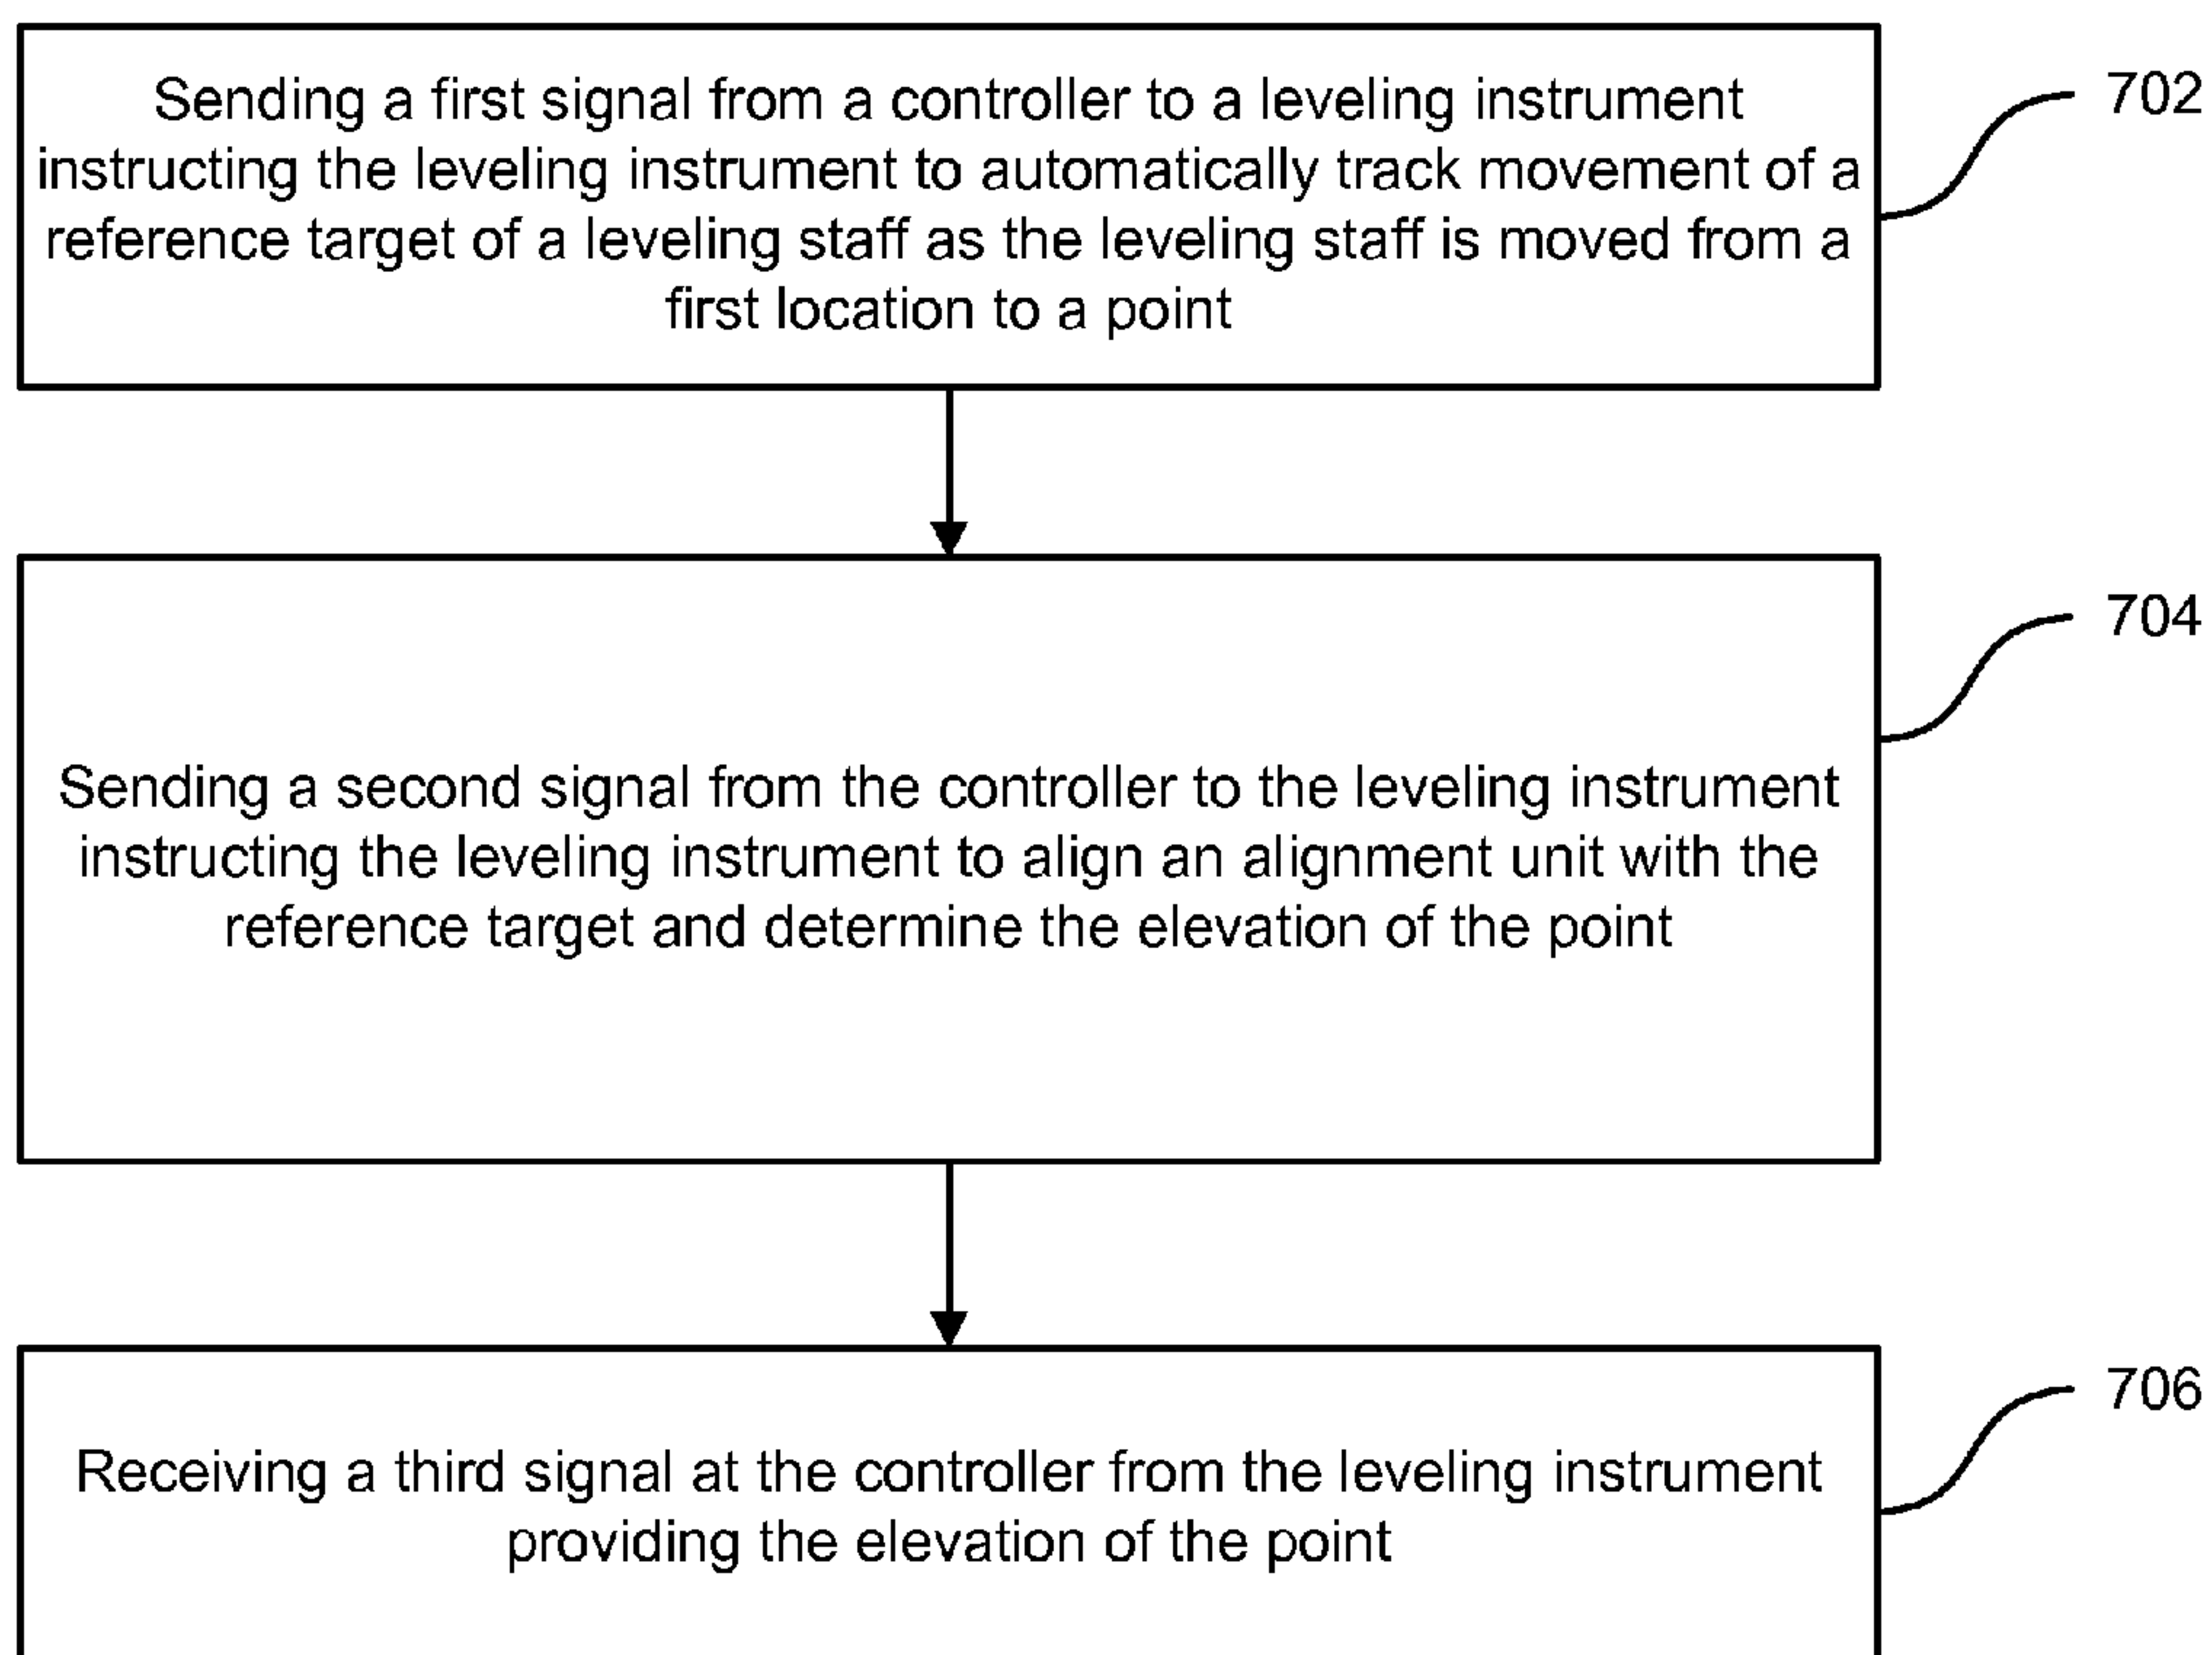 Sending a first signal from a controller to a leveling instrument
instructing the leveling instrument to automatically track movement of a
reference target of a leveling staff as the leveling staff is moved from a
first location to a point
702
Sending a second signal from the controller to the leveling instrument
instructing the leveling instrument to align an alignment unit with the
reference target and determine the elevation of the point
704
Receiving a third signal at the controller from the leveling instrument
providing the elevation of the point
706